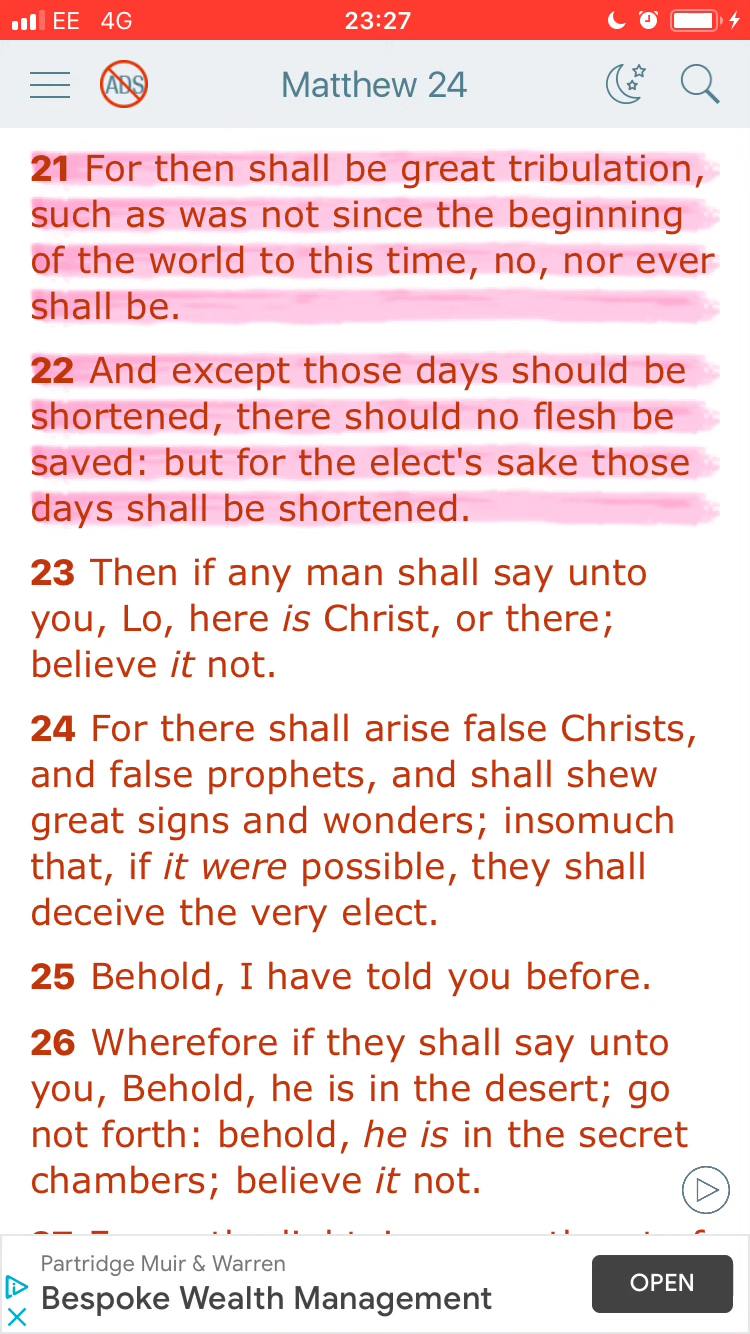 EE 4G 23:27
ADS Matthew 24
21 For then shall be great tribulation,
such as was not since the beginning
of the world to this time, no, nor ever
shall be.
22 And except those days should be
shortened, there should no flesh be
saved: but for the elect's sake those
days shall be shortened.
23 Then if any man shall say unto
you, Lo, here is Christ, or there;
believe it not.
24 For there shall arise false Christs,
and false prophets, and shall shew
great signs and wonders; insomuch
that, if it were possible, they shall
deceive the very elect.
25 Behold, I have told you before.
26 Wherefore if they shall say unto
you, Behold, he is in the desert; go
not forth: behold, he is in the secret
chambers; believe it not.
Partridge Muir & Warren
Bespoke Wealth Management
OPEN